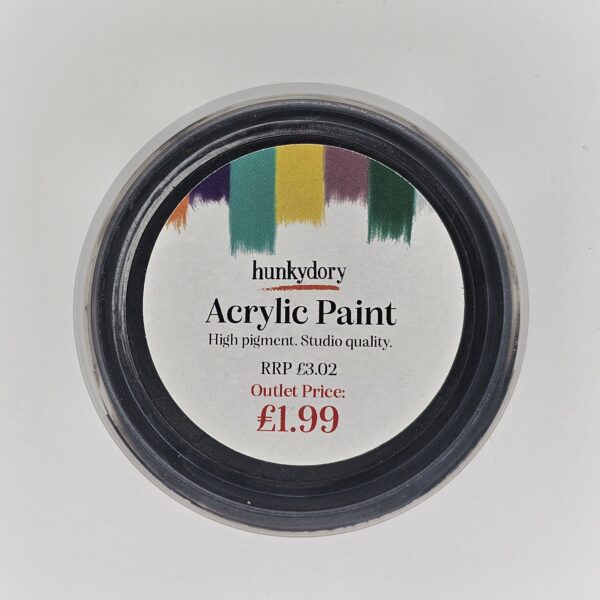 hunkydory
Acrylic Paint
High pigment. Studio quality.
RRP £3.02
Outlet Price:
£1.99